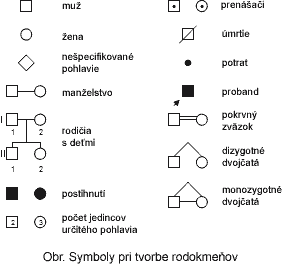 muž
žena
nešpecifikované
pohlavie
manželstvo
I
1 2
rodičia
s deťmi
II
1 2
postihnutí
2 3
počet jedincov
určitého pohlavia
prenášači
úmrtie
potrat
proband
pokrvný
zväzok
dizygotné
dvojčatá
monozygotné
dvojčatá
Obr. Symboly pri tvorbe rodokmeňov